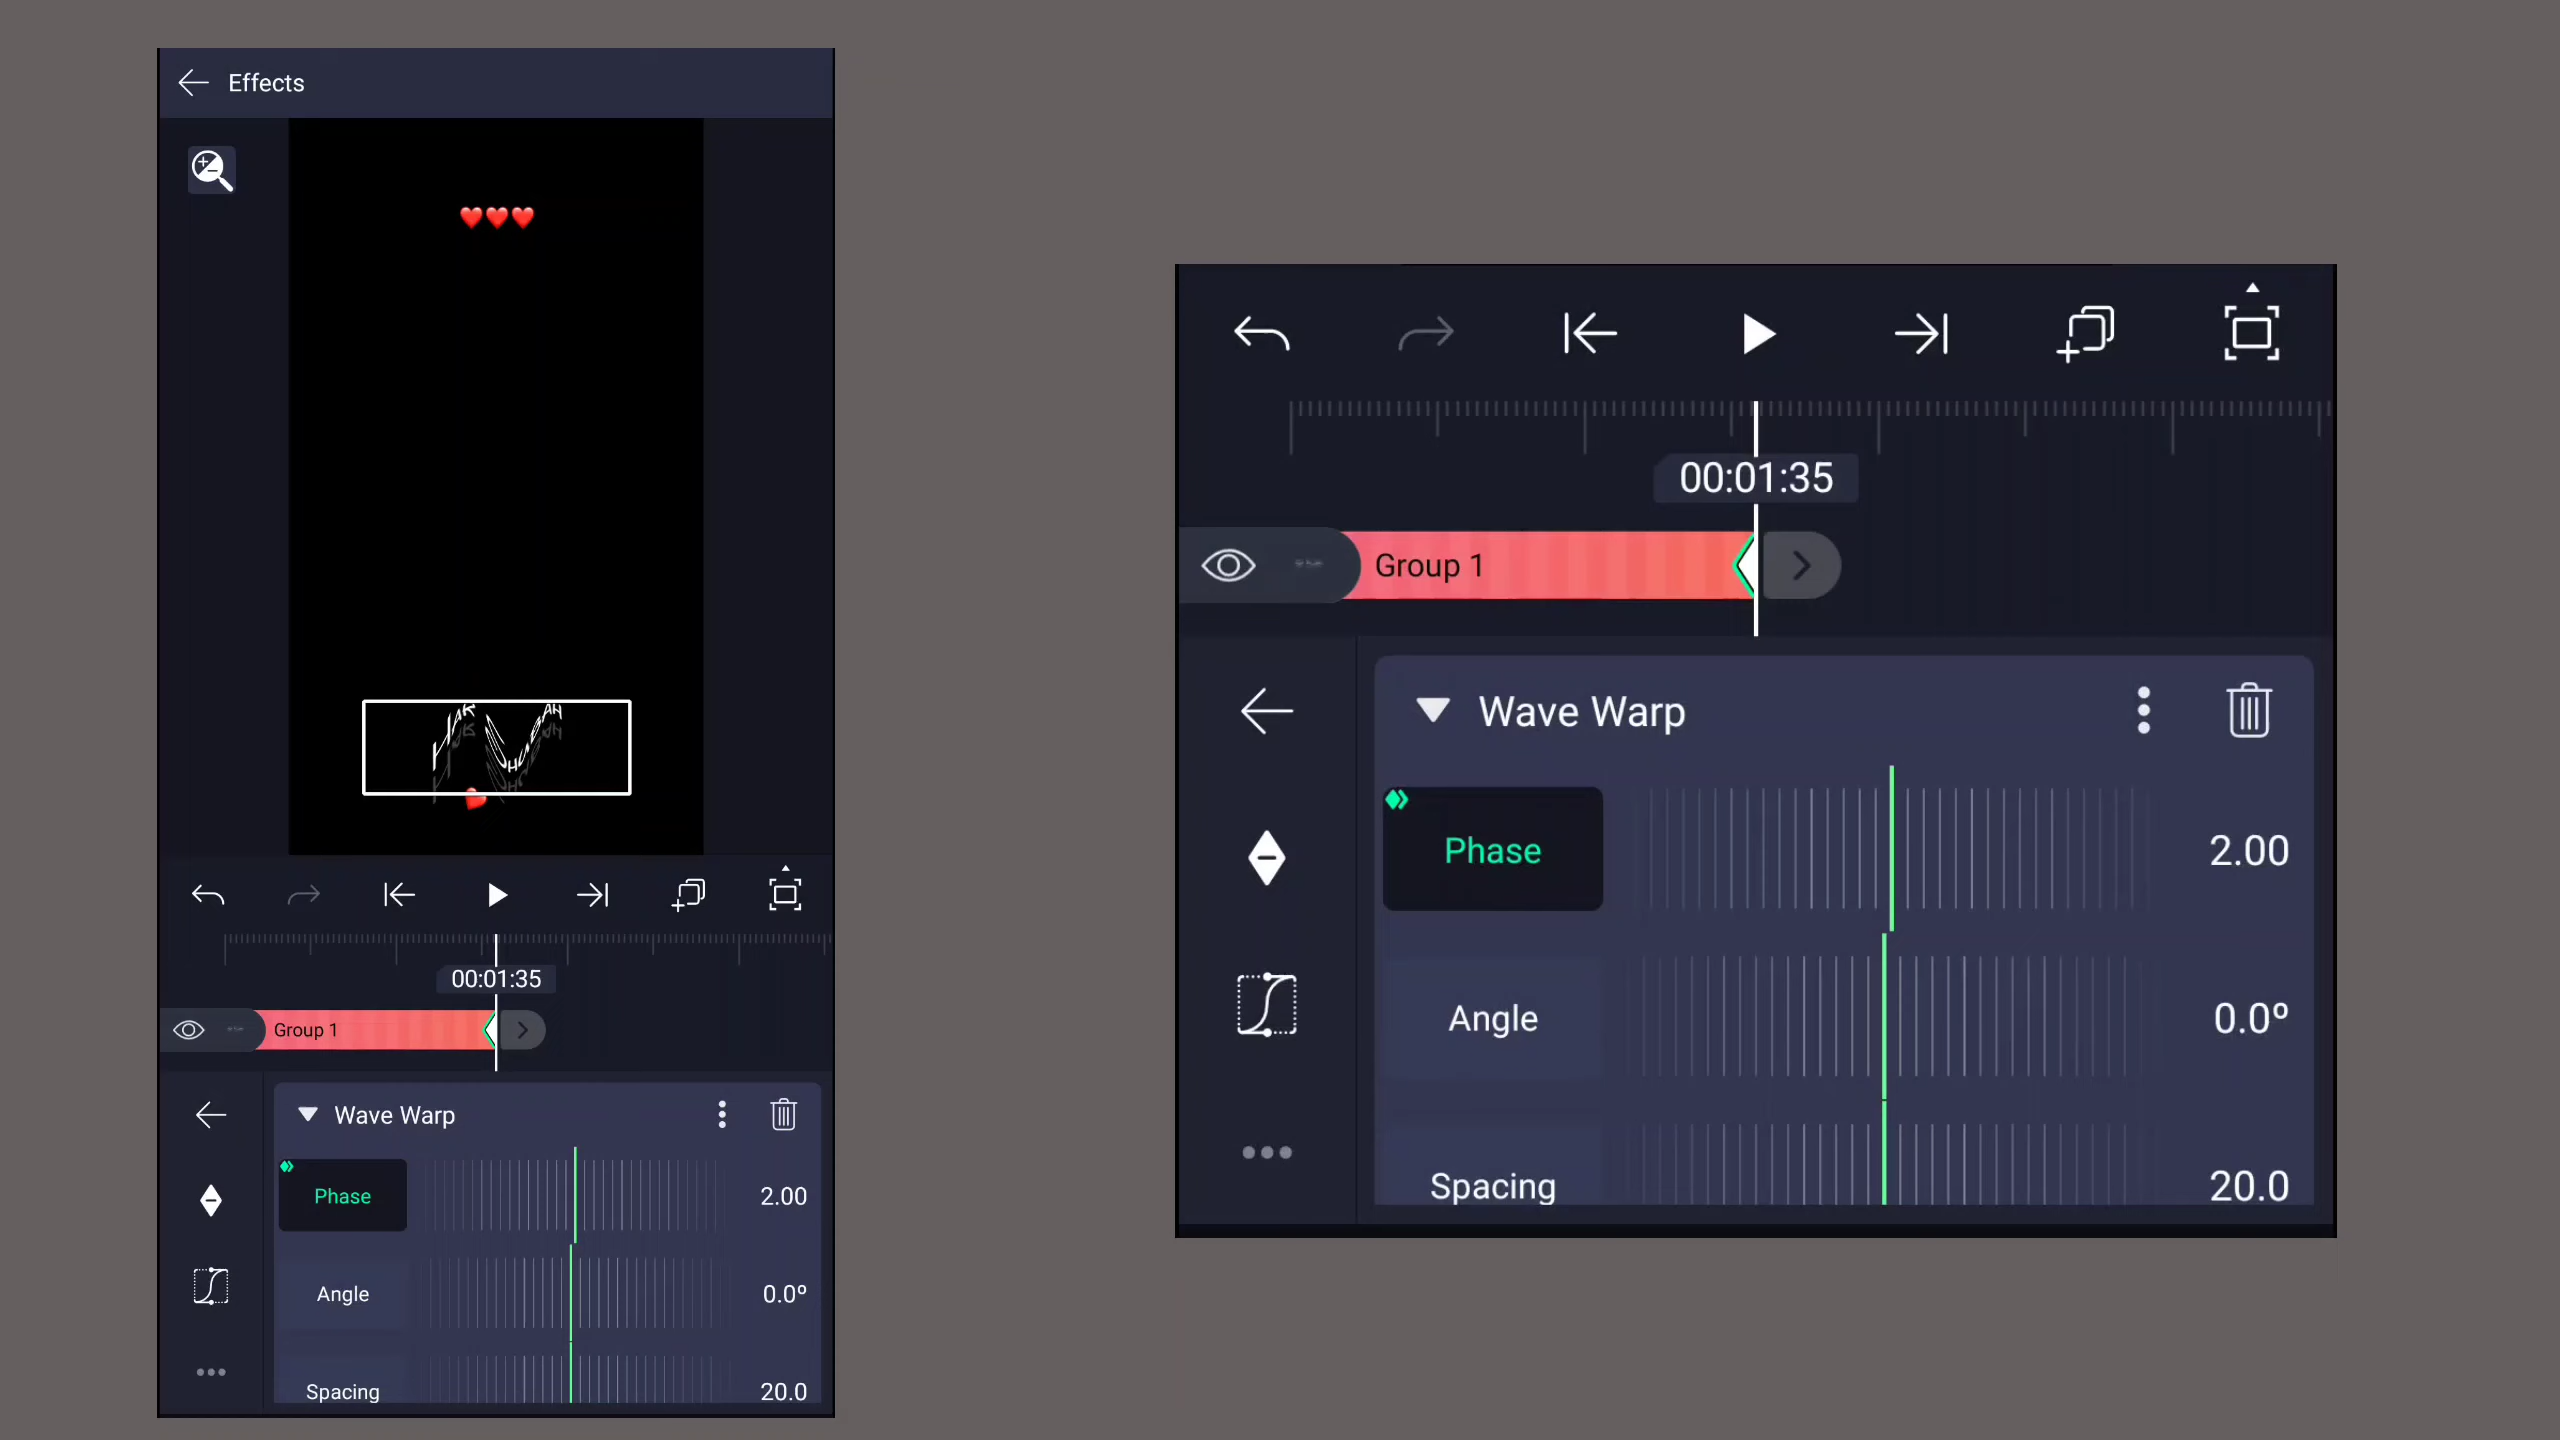 Effects
00:01:35
Group 1
Wave Warp
Phase 2.00
Angle 0.0º
Spacing 20.0
00:01:35
Group 1
Wave Warp
Phase 2.00
Angle 0.0º
Spacing 20.0